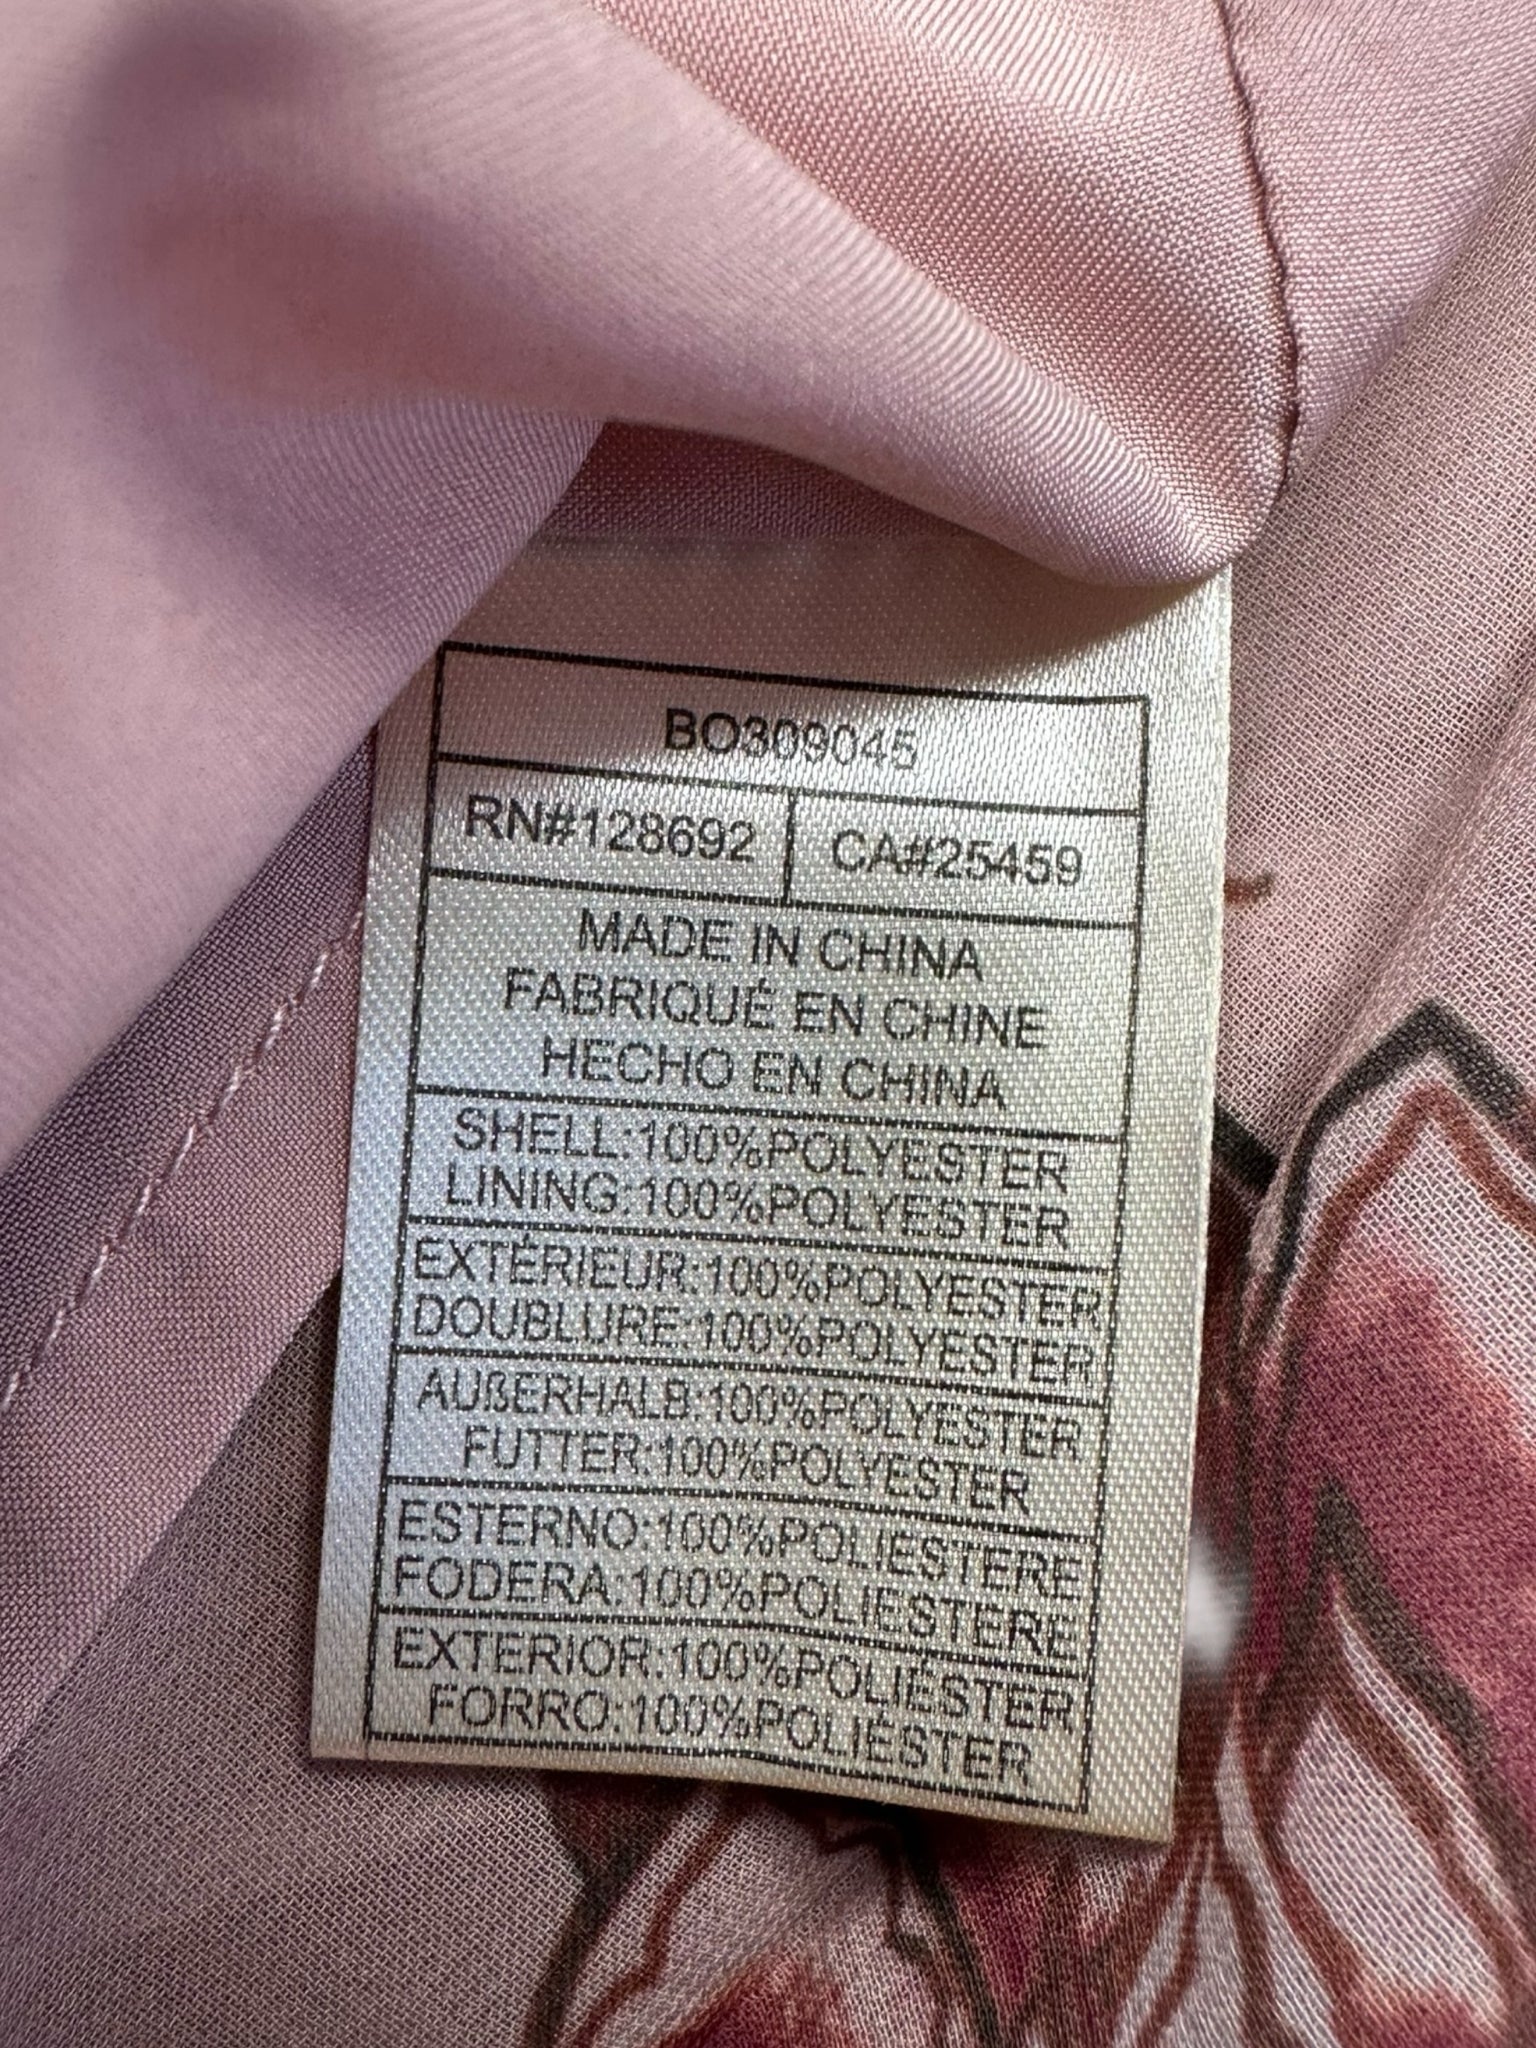 BO309045
RN#128692 CA#25459
MADE IN CHINA
FABRIQUÉ EN CHINE
HECHO EN CHINA
SHELL:100%POLYESTER
LINING:100%POLYESTER
EXTÉRIEUR:100%POLYESTER
DOUBLURE:100%POLYESTER
AUßERHALB:100%POLYESTER
FUTTER:100%POLYESTER
ESTERNO:100%POLIESTERE
FODERA:100%POLIESTERE
EXTERIOR:100%POLIÉSTER
FORRO:100%POLIÉSTER